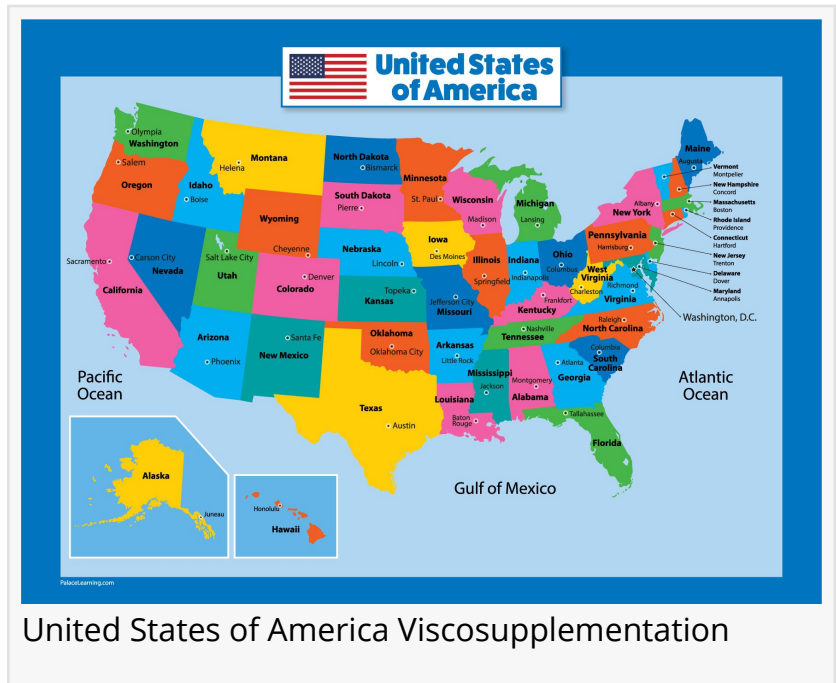 United States
of America
Olympia
Washington
Salem
Oregon
Idaho
Boise
Montana
Helena
North Dakota
Bismarck
South Dakota
Pierre
Minnesota
St. Paul
Wisconsin
Madison
Michigan
Lansing
Maine
Augusta
Vermont
Montpelier
New Hampshire
Concord
Massachusetts
Boston
Rhode Island
Providence
Connecticut
Hartford
New Jersey
Trenton
Delaware
Dover
Maryland
Annapolis
Washington, D.C.
Albany
New York
Pennsylvania
Harrisburg
Wyoming
Cheyenne
Nebraska
Lincoln
Iowa
Des Moines
Illinois
Springfield
Indiana
Indianapolis
Ohio
Columbus
West
Virginia
Charleston
Richmond
Virginia
Sacramento
California
Carson City
Nevada
Salt Lake City
Utah
Denver
Colorado
Topeka
Kansas
Jefferson City
Missouri
Frankfort
Kentucky
Nashville
Tennessee
Raleigh
North Carolina
Columbia
South
Carolina
Arizona
Phoenix
Santa Fe
New Mexico
Oklahoma
Oklahoma City
Arkansas
Little Rock
Mississippi
Jackson
Montgomery
Alabama
Atlanta
Georgia
Texas
Austin
Louisiana
Baton
Rouge
Tallahassee
Florida
Pacific
Ocean
Atlantic
Ocean
Gulf of Mexico
Alaska
Juneau
Honolulu
Hawaii
PalaceLearning.com
United States of America Viscosupplementation